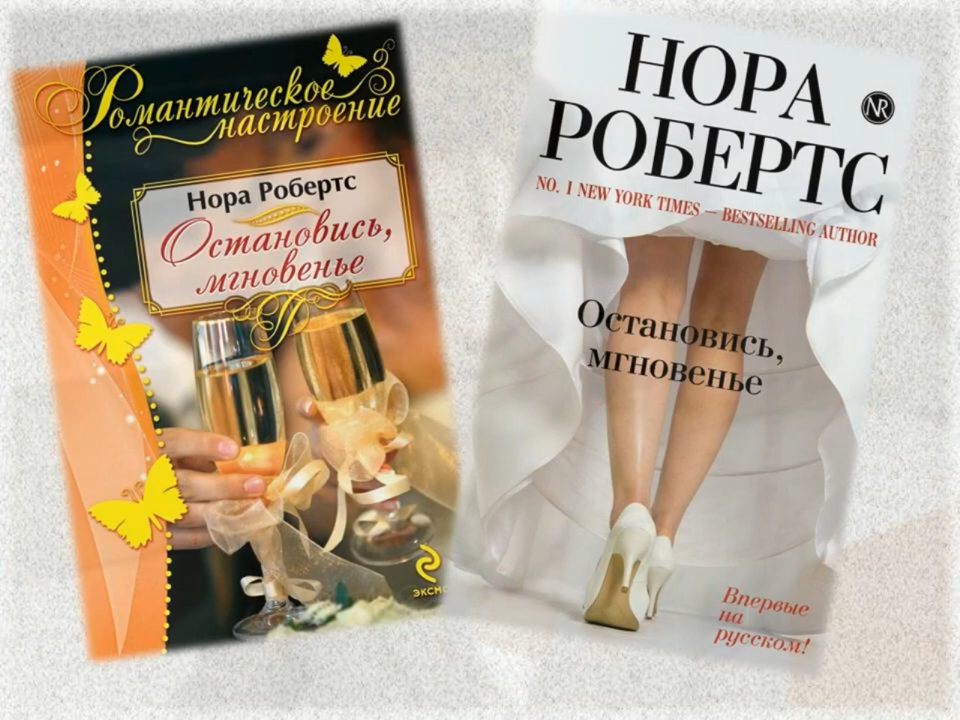 Романтическое
настроение
Нора Робертс
Остановись,
мгновенье
ЭКСМО
НОРА
РОБЕРТС
NR
NO. 1 NEW YORK TIMES — BESTSELLING AUTHOR
Остановись,
мгновенье
Впервые
на
русском!